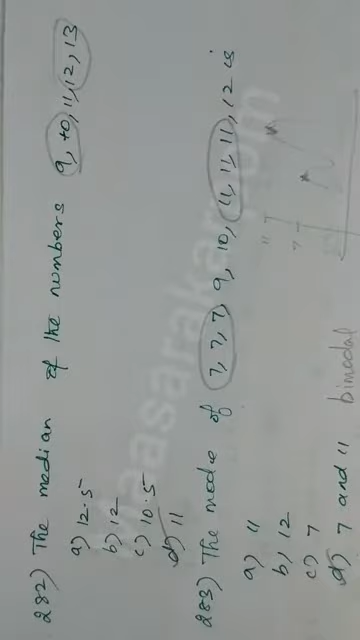 282) The median of the numbers 9, 10, 11, 12, 13
a) 12.5
b) 12
c) 10.5
d) 11
283) The mode of 7, 7, 7, 9, 10, 11, 11, 11, 12 is
a) 11
b) 12
c) 7
d) 7 and 11 bimodal
7 11